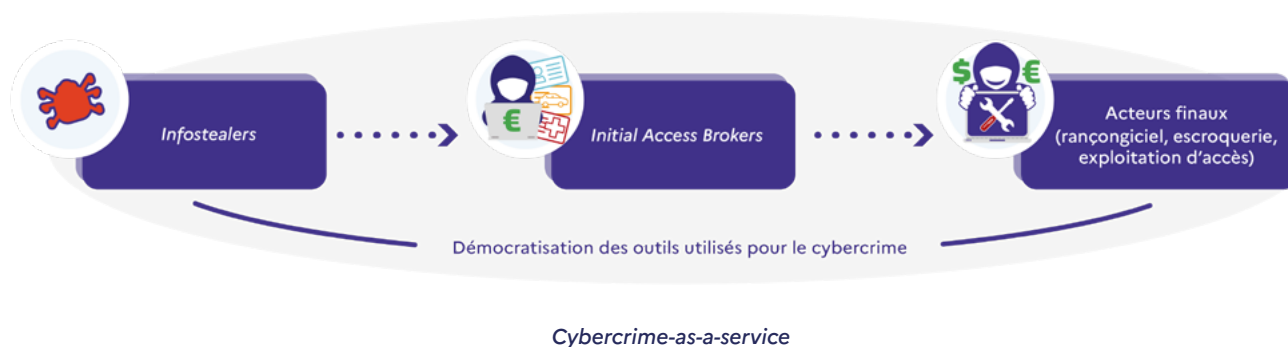 Infostealers
Initial Access Brokers
$ €
€
Acteurs finaux
(rançongiciel, escroquerie,
exploitation d’accès)
Démocratisation des outils utilisés pour le cybercrime
Cybercrime-as-a-service